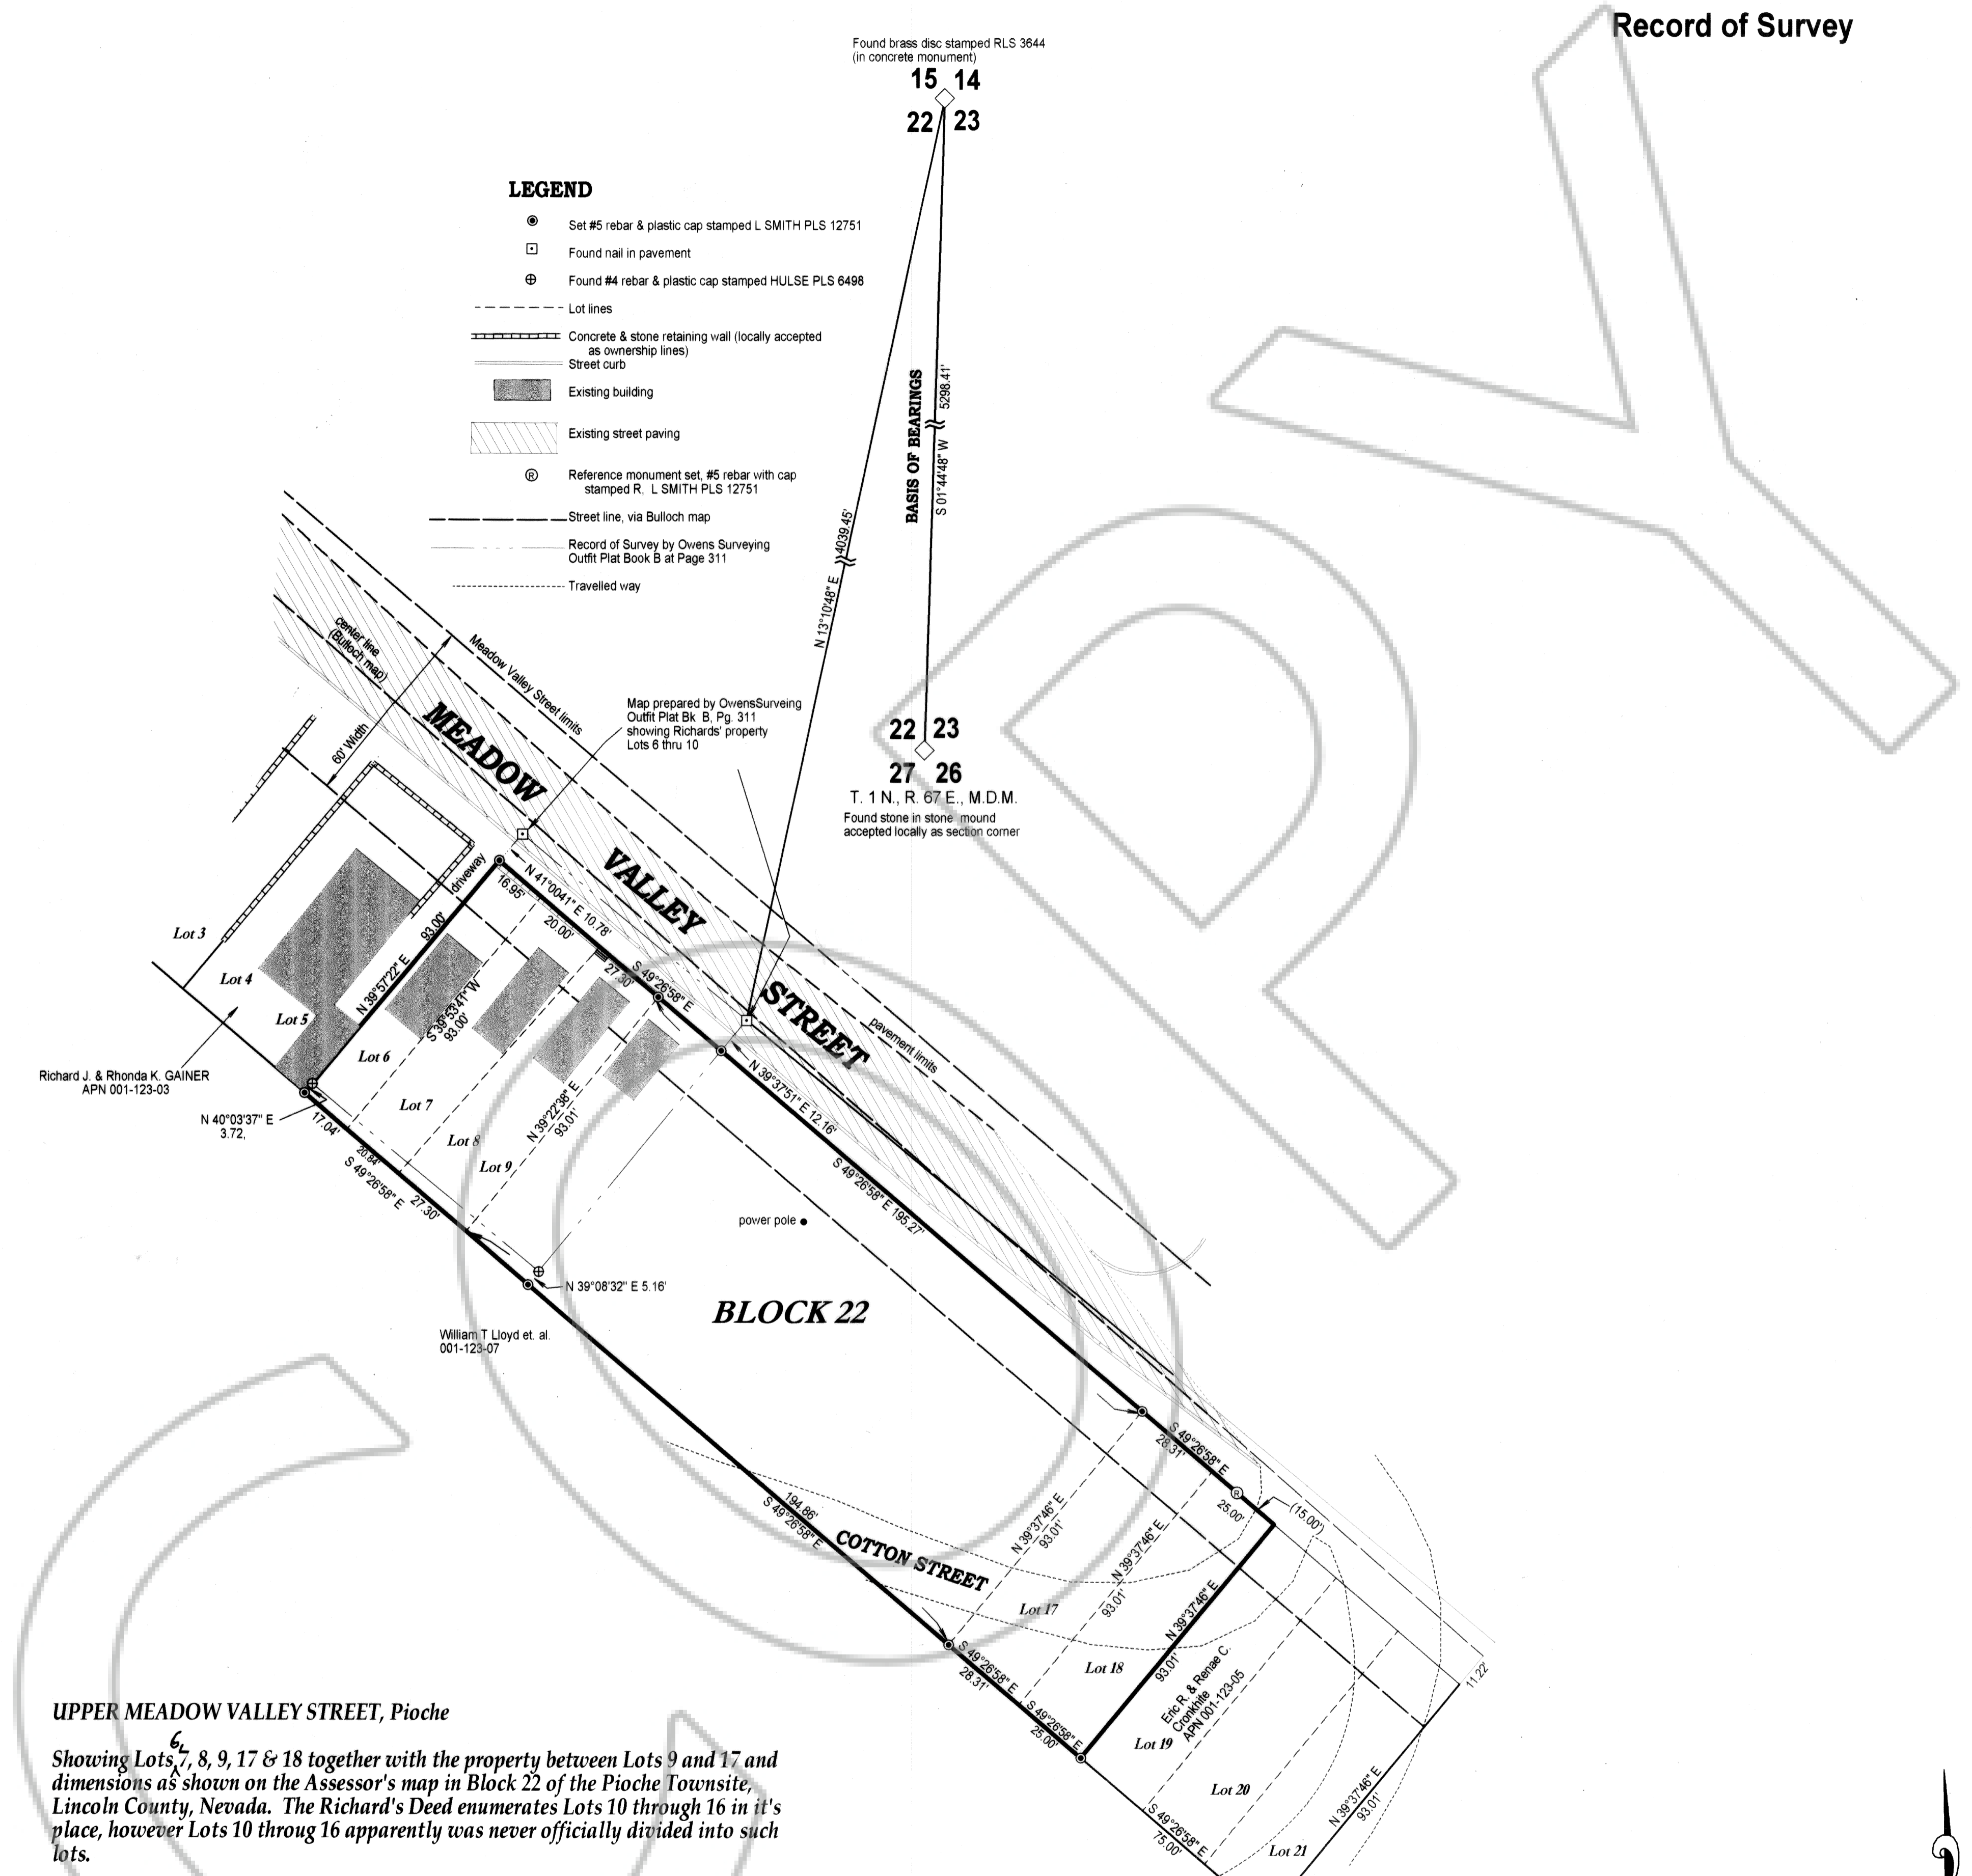 Record of Survey
Found brass disc stamped RLS 3644
(in concrete monument)
15 14
22 23
LEGEND
Set #5 rebar & plastic cap stamped L SMITH PLS 12751
Found nail in pavement
Found #4 rebar & plastic cap stamped HULSE PLS 6498
Lot lines
Concrete & stone retaining wall (locally accepted
as ownership lines)
Street curb
Existing building
Existing street paving
Ⓡ Reference monument set, #5 rebar with cap
stamped R, L SMITH PLS 12751
Street line, via Bulloch map
Record of Survey by Owens Surveying
Outfit Plat Book B at Page 311
Travelled way
BASIS OF BEARINGS
S 01°44'48" W 5298.41'
N 13°10'48" E 4039.45'
22 23
27 26
T. 1 N., R. 67 E., M.D.M.
Found stone in stone mound
accepted locally as section corner
center line
(Bulloch map)
60' Width
Meadow Valley Street limits
Map prepared by OwensSurveing
Outfit Plat Bk B, Pg. 311
showing Richards' property
Lots 6 thru 10
MEADOW
VALLEY
STREET
pavement limits
driveway
N 41°0041" E 10.78'
16.95'
20.00'
27.30'
S 49°26'58" E
93.00'
N 39°57'22" E
S 39°53'41" W
93.00'
N 39°22'38" E
93.01'
N 39°37'51" E 12.16'
S 49°26'58" E 195.27'
Lot 3
Lot 4
Lot 5
Lot 6
Lot 7
Lot 8
Lot 9
Richard J. & Rhonda K. GAINER
APN 001-123-03
N 40°03'37" E
3.72,
17.04'
20.84'
S 49°26'58" E
27.30'
power pole
N 39°08'32" E 5.16'
BLOCK 22
William T Lloyd et. al.
001-123-07
194.86'
S 49°26'58" E
COTTON STREET
S 49°26'58" E
28.31'
Ⓡ
25.00'
(15.00')
N 39°37'46" E
93.01'
N 39°37'46" E
93.01'
N 39°37'46" E
93.01'
Lot 17
Lot 18
S 49°26'58" E
28.31'
S 49°26'58" E
25.00'
Eric R. & Renae C.
Cronkhite
APN 001-123-05
Lot 19
Lot 20
Lot 21
11.22'
N 39°37'46" E
93.01'
S 49°26'58" E
75.00'
UPPER MEADOW VALLEY STREET, Pioche
6,
Showing Lots 7, 8, 9, 17 & 18 together with the property between Lots 9 and 17 and
dimensions as shown on the Assessor's map in Block 22 of the Pioche Townsite,
Lincoln County, Nevada. The Richard's Deed enumerates Lots 10 through 16 in it's
place, however Lots 10 throug 16 apparently was never officially divided into such
lots.
COPY